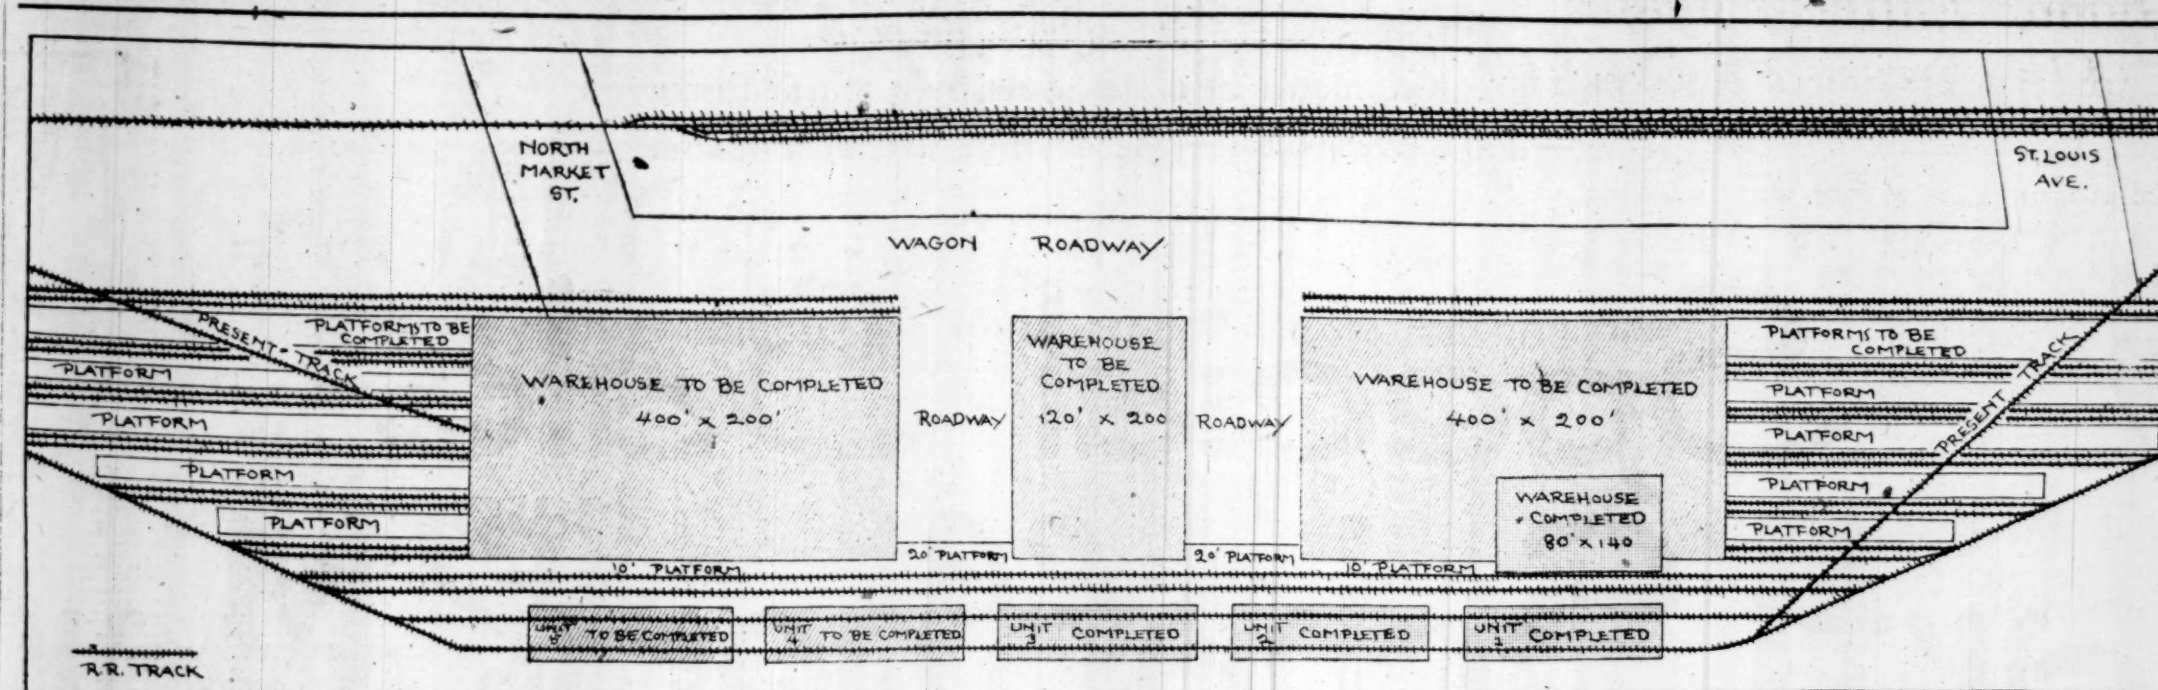 NORTH
MARKET
ST.
ST. LOUIS
AVE.
WAGON ROADWAY
PRESENT - TRACK
PLATFORMS TO BE
COMPLETED
PLATFORM
PLATFORM
PLATFORM
PLATFORM
WAREHOUSE TO BE COMPLETED
400' x 200'
ROADWAY
WAREHOUSE
TO BE
COMPLETED
120' x 200
ROADWAY
WAREHOUSE TO BE COMPLETED
400' x 200'
WAREHOUSE
COMPLETED
80' x 140
PLATFORMS TO BE
COMPLETED
PLATFORM
PLATFORM
PLATFORM
PLATFORM
PRESENT TRACK
10' PLATFORM
20' PLATFORM
20' PLATFORM
10' PLATFORM
UNIT
5
TO BE COMPLETED
UNIT
4
TO BE COMPLETED
UNIT
3
COMPLETED
UNIT
2
COMPLETED
UNIT
1
COMPLETED
R.R. TRACK